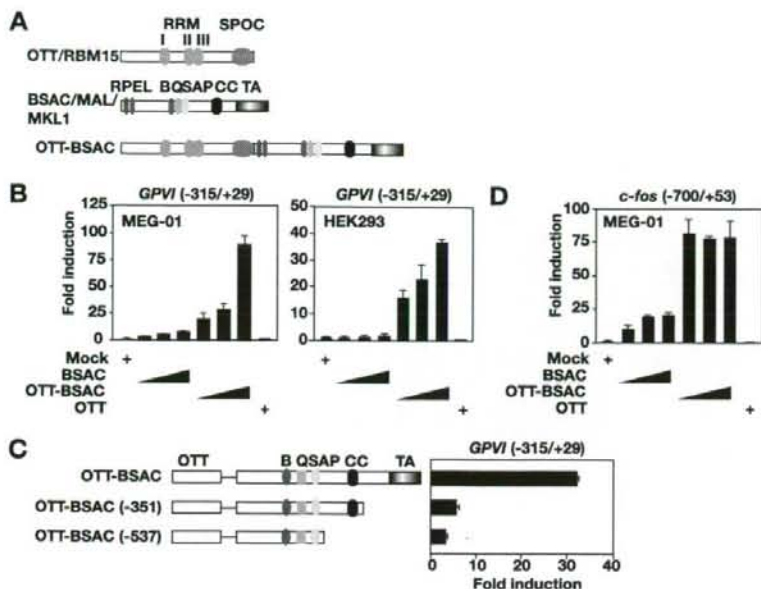 A
RRM SPOC
I II III
OTT/RBM15
RPEL BQSAP CC TA
BSAC/MAL/
MKL1
OTT-BSAC
B
GPVI (-315/+29)
MEG-01
Fold induction
125
100
75
50
25
0
GPVI (-315/+29)
HEK293
50
40
30
20
10
0
Mock + +
BSAC
OTT-BSAC
OTT + +
D
c-fos (-700/+53)
MEG-01
Fold induction
100
75
50
25
0
Mock +
BSAC
OTT-BSAC
OTT +
C
OTT B QSAP CC TA
OTT-BSAC
OTT-BSAC (-351)
OTT-BSAC (-537)
GPVI (-315/+29)
0 10 20 30 40
Fold induction